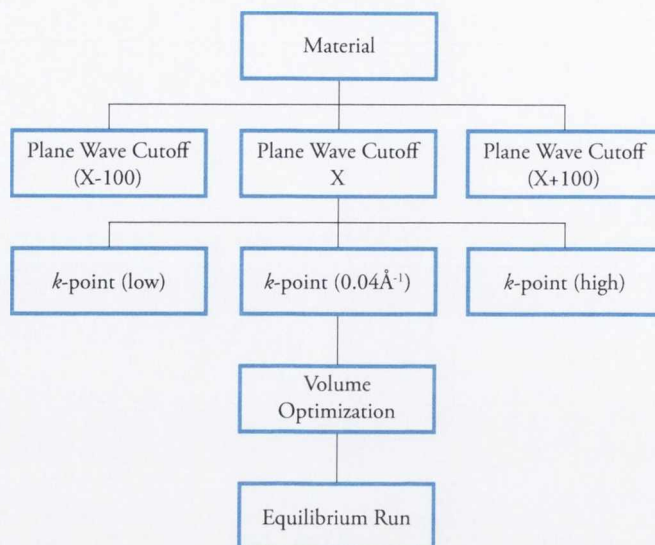 Material
Plane Wave Cutoff
(X-100)
Plane Wave Cutoff
X
Plane Wave Cutoff
(X+100)
k-point (low)
k-point (0.04Å⁻¹)
k-point (high)
Volume
Optimization
Equilibrium Run